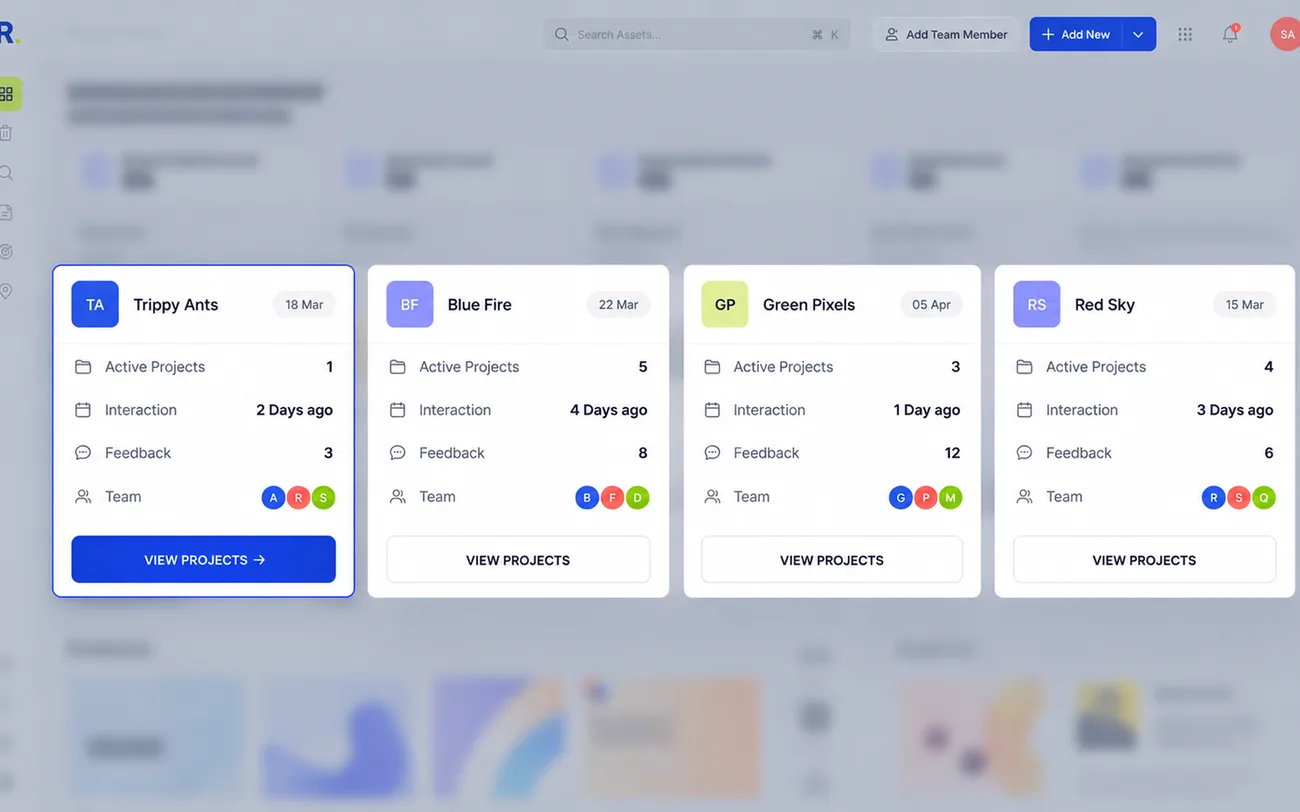 R.
Search Assets...
⌘ K
Add Team Member
Add New
1
SA
TA Trippy Ants 18 Mar
Active Projects 1
Interaction 2 Days ago
Feedback 3
Team A R S
VIEW PROJECTS →
BF Blue Fire 22 Mar
Active Projects 5
Interaction 4 Days ago
Feedback 8
Team B F D
VIEW PROJECTS
GP Green Pixels 05 Apr
Active Projects 3
Interaction 1 Day ago
Feedback 12
Team G P M
VIEW PROJECTS
RS Red Sky 15 Mar
Active Projects 4
Interaction 3 Days ago
Feedback 6
Team R S Q
VIEW PROJECTS